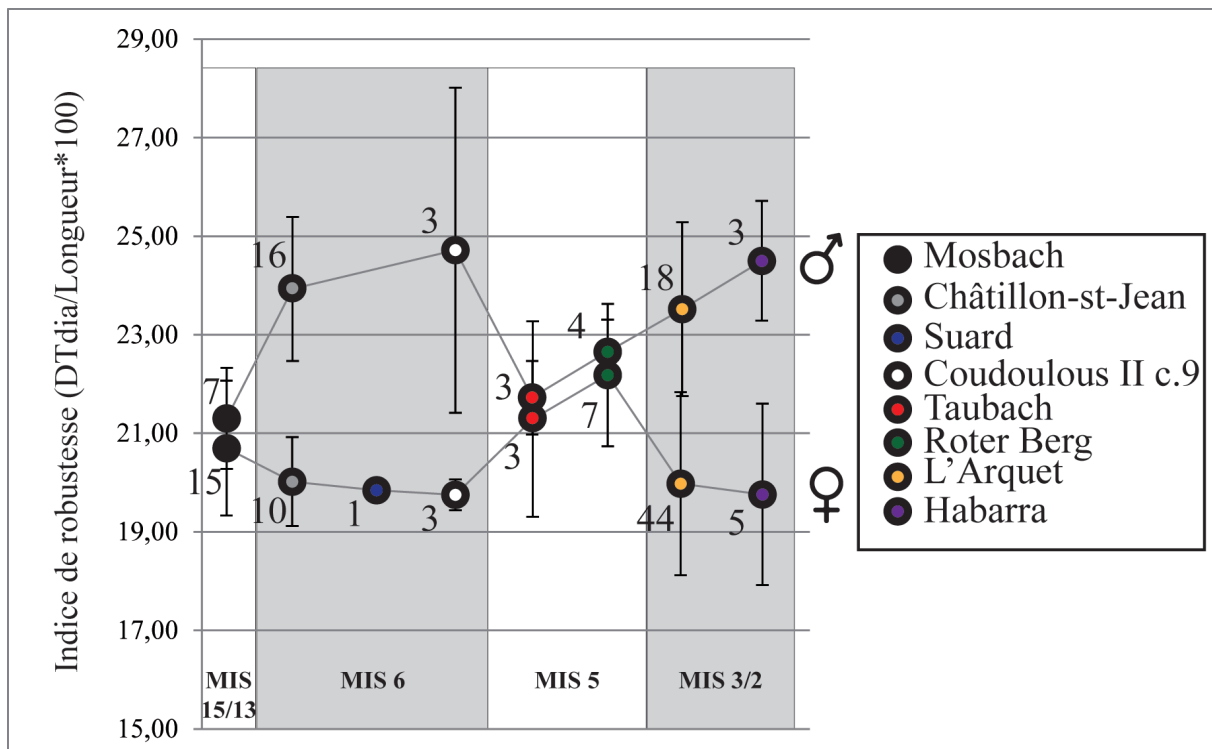 Indice de robustesse (DTdia/Longueur*100)
29,00
27,00
25,00
23,00
21,00
19,00
17,00
15,00
7
15
16
10
1
3
3
3
3
4
7
18
44
3
5
♂
♀
MIS
15/13
MIS 6
MIS 5
MIS 3/2
Mosbach
Châtillon-st-Jean
Suard
Coudoulous II c.9
Taubach
Roter Berg
L'Arquet
Habarra